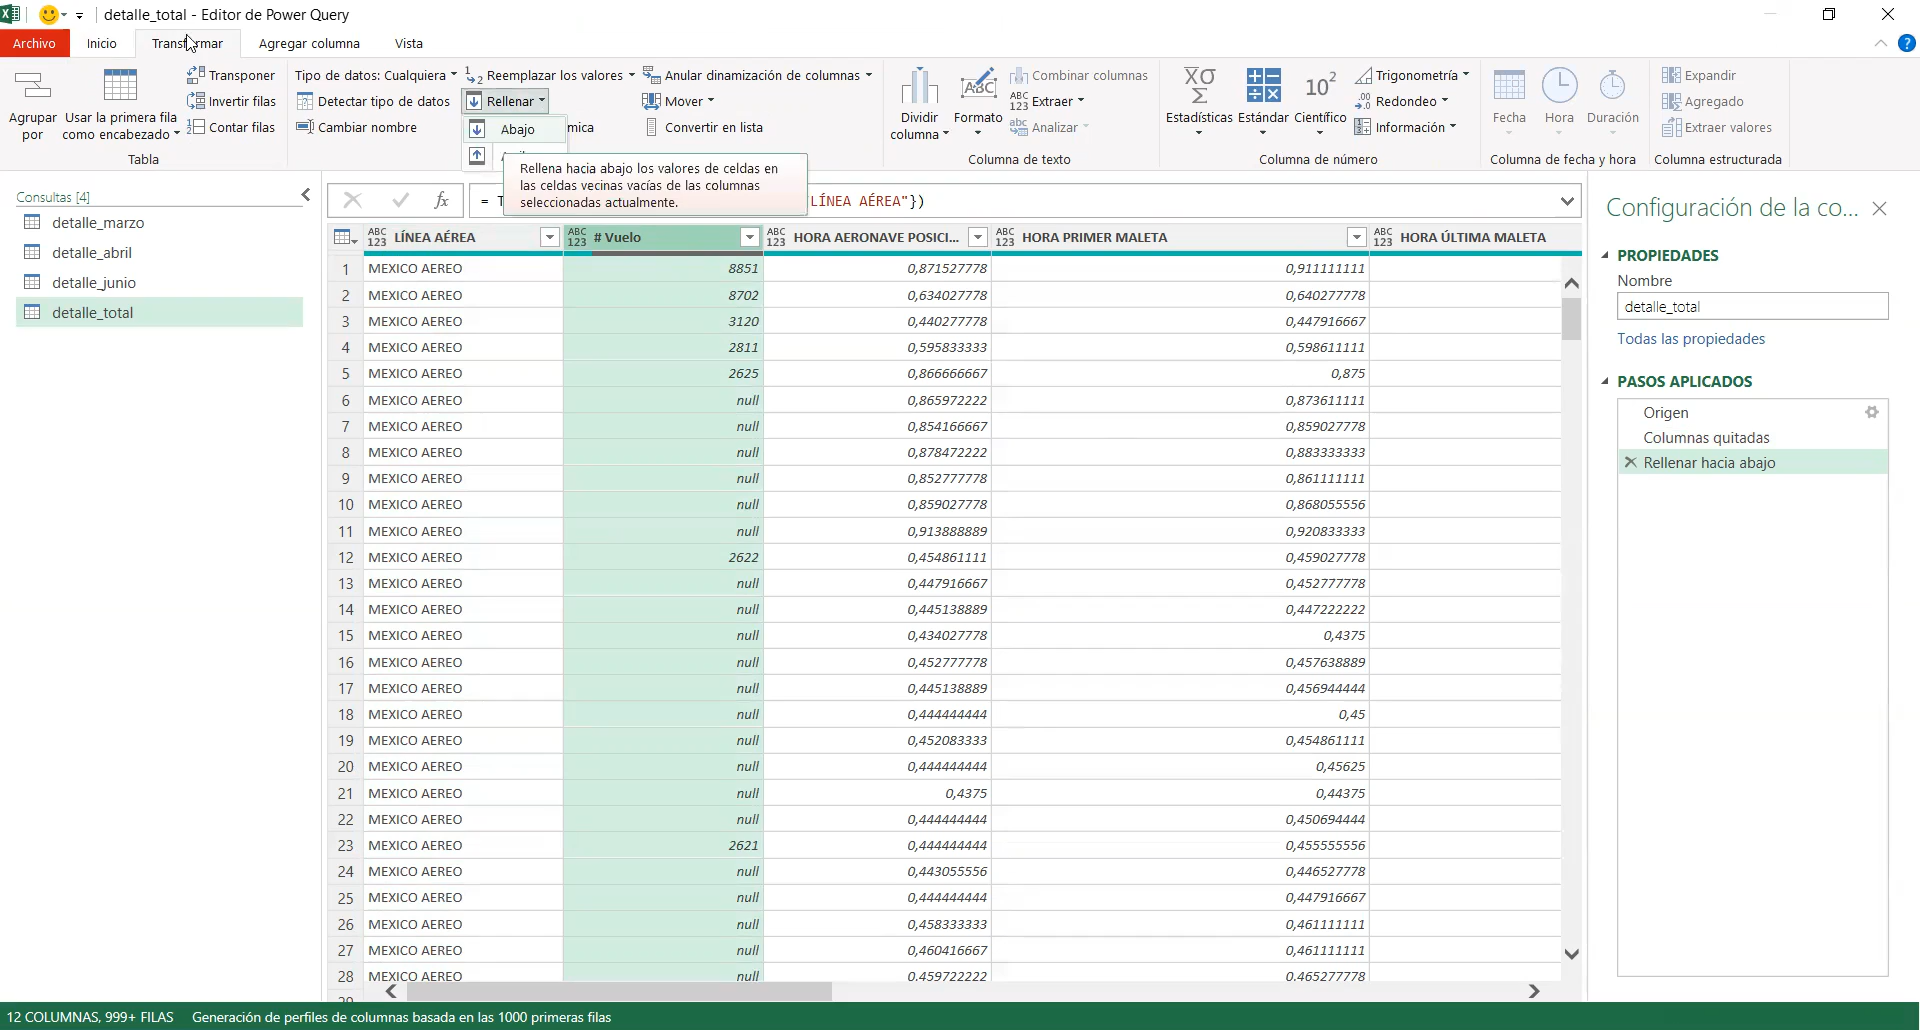 detalle_total - Editor de Power Query
Archivo
Inicio
Transformar
Agregar columna
Vista
Agrupar por
Usar la primera fila como encabezado
Transponer
Invertir filas
Contar filas
Tabla
Tipo de datos: Cualquiera
Detectar tipo de datos
Cambiar nombre
Reemplazar los valores
Rellenar
Abajo
mica
Rellena hacia abajo los valores de celdas en
las celdas vecinas vacías de las columnas
seleccionadas actualmente.
Anular dinamización de columnas
Mover
Convertir en lista
Dividir columna
Formato
Combinar columnas
Extraer
Analizar
Columna de texto
Estadísticas
Estándar
Científico
Trigonometría
Redondeo
Información
Columna de número
Fecha
Hora
Duración
Columna de fecha y hora
Expandir
Agregado
Extraer valores
Columna estructurada
Consultas [4]
detalle_marzo
detalle_abril
detalle_junio
detalle_total
"LÍNEA AÉREA"})
LÍNEA AÉREA # Vuelo HORA AERONAVE POSICI... HORA PRIMER MALETA HORA ÚLTIMA MALETA
1 MEXICO AEREO 8851 0,871527778 0,911111111
2 MEXICO AEREO 8702 0,634027778 0,640277778
3 MEXICO AEREO 3120 0,440277778 0,447916667
4 MEXICO AEREO 2811 0,595833333 0,598611111
5 MEXICO AEREO 2625 0,866666667 0,875
6 MEXICO AEREO null 0,865972222 0,873611111
7 MEXICO AEREO null 0,854166667 0,859027778
8 MEXICO AEREO null 0,878472222 0,883333333
9 MEXICO AEREO null 0,852777778 0,861111111
10 MEXICO AEREO null 0,859027778 0,868055556
11 MEXICO AEREO null 0,913888889 0,920833333
12 MEXICO AEREO 2622 0,454861111 0,459027778
13 MEXICO AEREO null 0,447916667 0,452777778
14 MEXICO AEREO null 0,445138889 0,447222222
15 MEXICO AEREO null 0,434027778 0,4375
16 MEXICO AEREO null 0,452777778 0,457638889
17 MEXICO AEREO null 0,445138889 0,456944444
18 MEXICO AEREO null 0,444444444 0,45
19 MEXICO AEREO null 0,452083333 0,454861111
20 MEXICO AEREO null 0,444444444 0,45625
21 MEXICO AEREO null 0,4375 0,44375
22 MEXICO AEREO null 0,444444444 0,450694444
23 MEXICO AEREO 2621 0,444444444 0,455555556
24 MEXICO AEREO null 0,443055556 0,446527778
25 MEXICO AEREO null 0,444444444 0,447916667
26 MEXICO AEREO null 0,458333333 0,461111111
27 MEXICO AEREO null 0,460416667 0,461111111
28 MEXICO AEREO null 0,459722222 0,465277778
Configuración de la co...
PROPIEDADES
Nombre
detalle_total
Todas las propiedades
PASOS APLICADOS
Origen
Columnas quitadas
Rellenar hacia abajo
12 COLUMNAS, 999+ FILAS
Generación de perfiles de columnas basada en las 1000 primeras filas